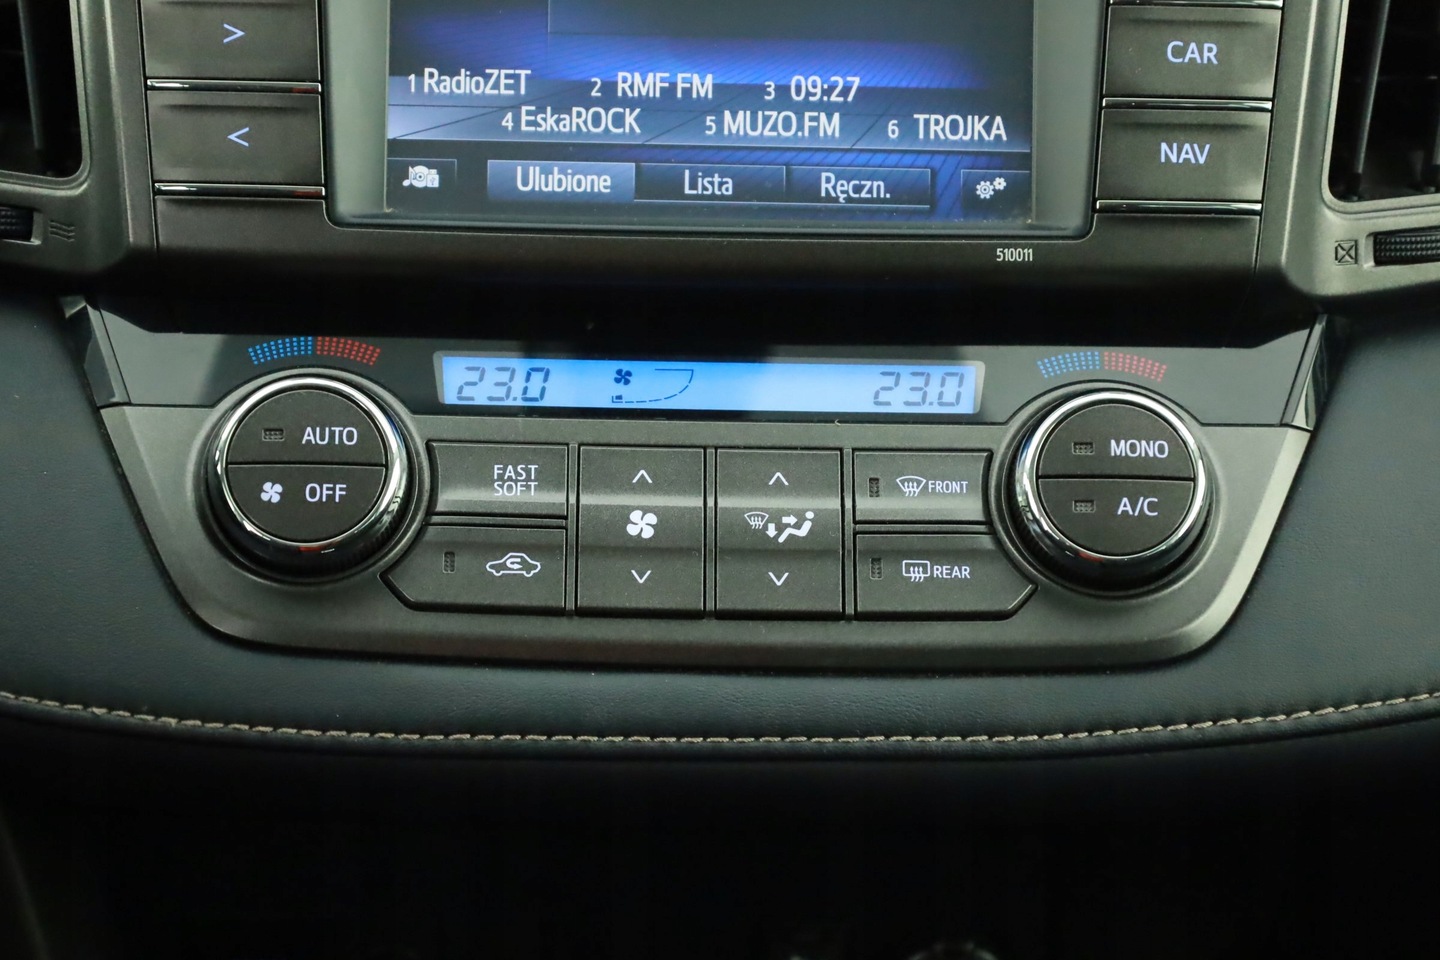 >
<
1 RadioZET 2 RMF FM 3 09:27
4 EskaROCK 5 MUZO.FM 6 TROJKA
Ulubione Lista Ręczn.
CAR
NAV
510011
23.0 23.0
AUTO
OFF
FAST
SOFT
FRONT
REAR
MONO
A/C